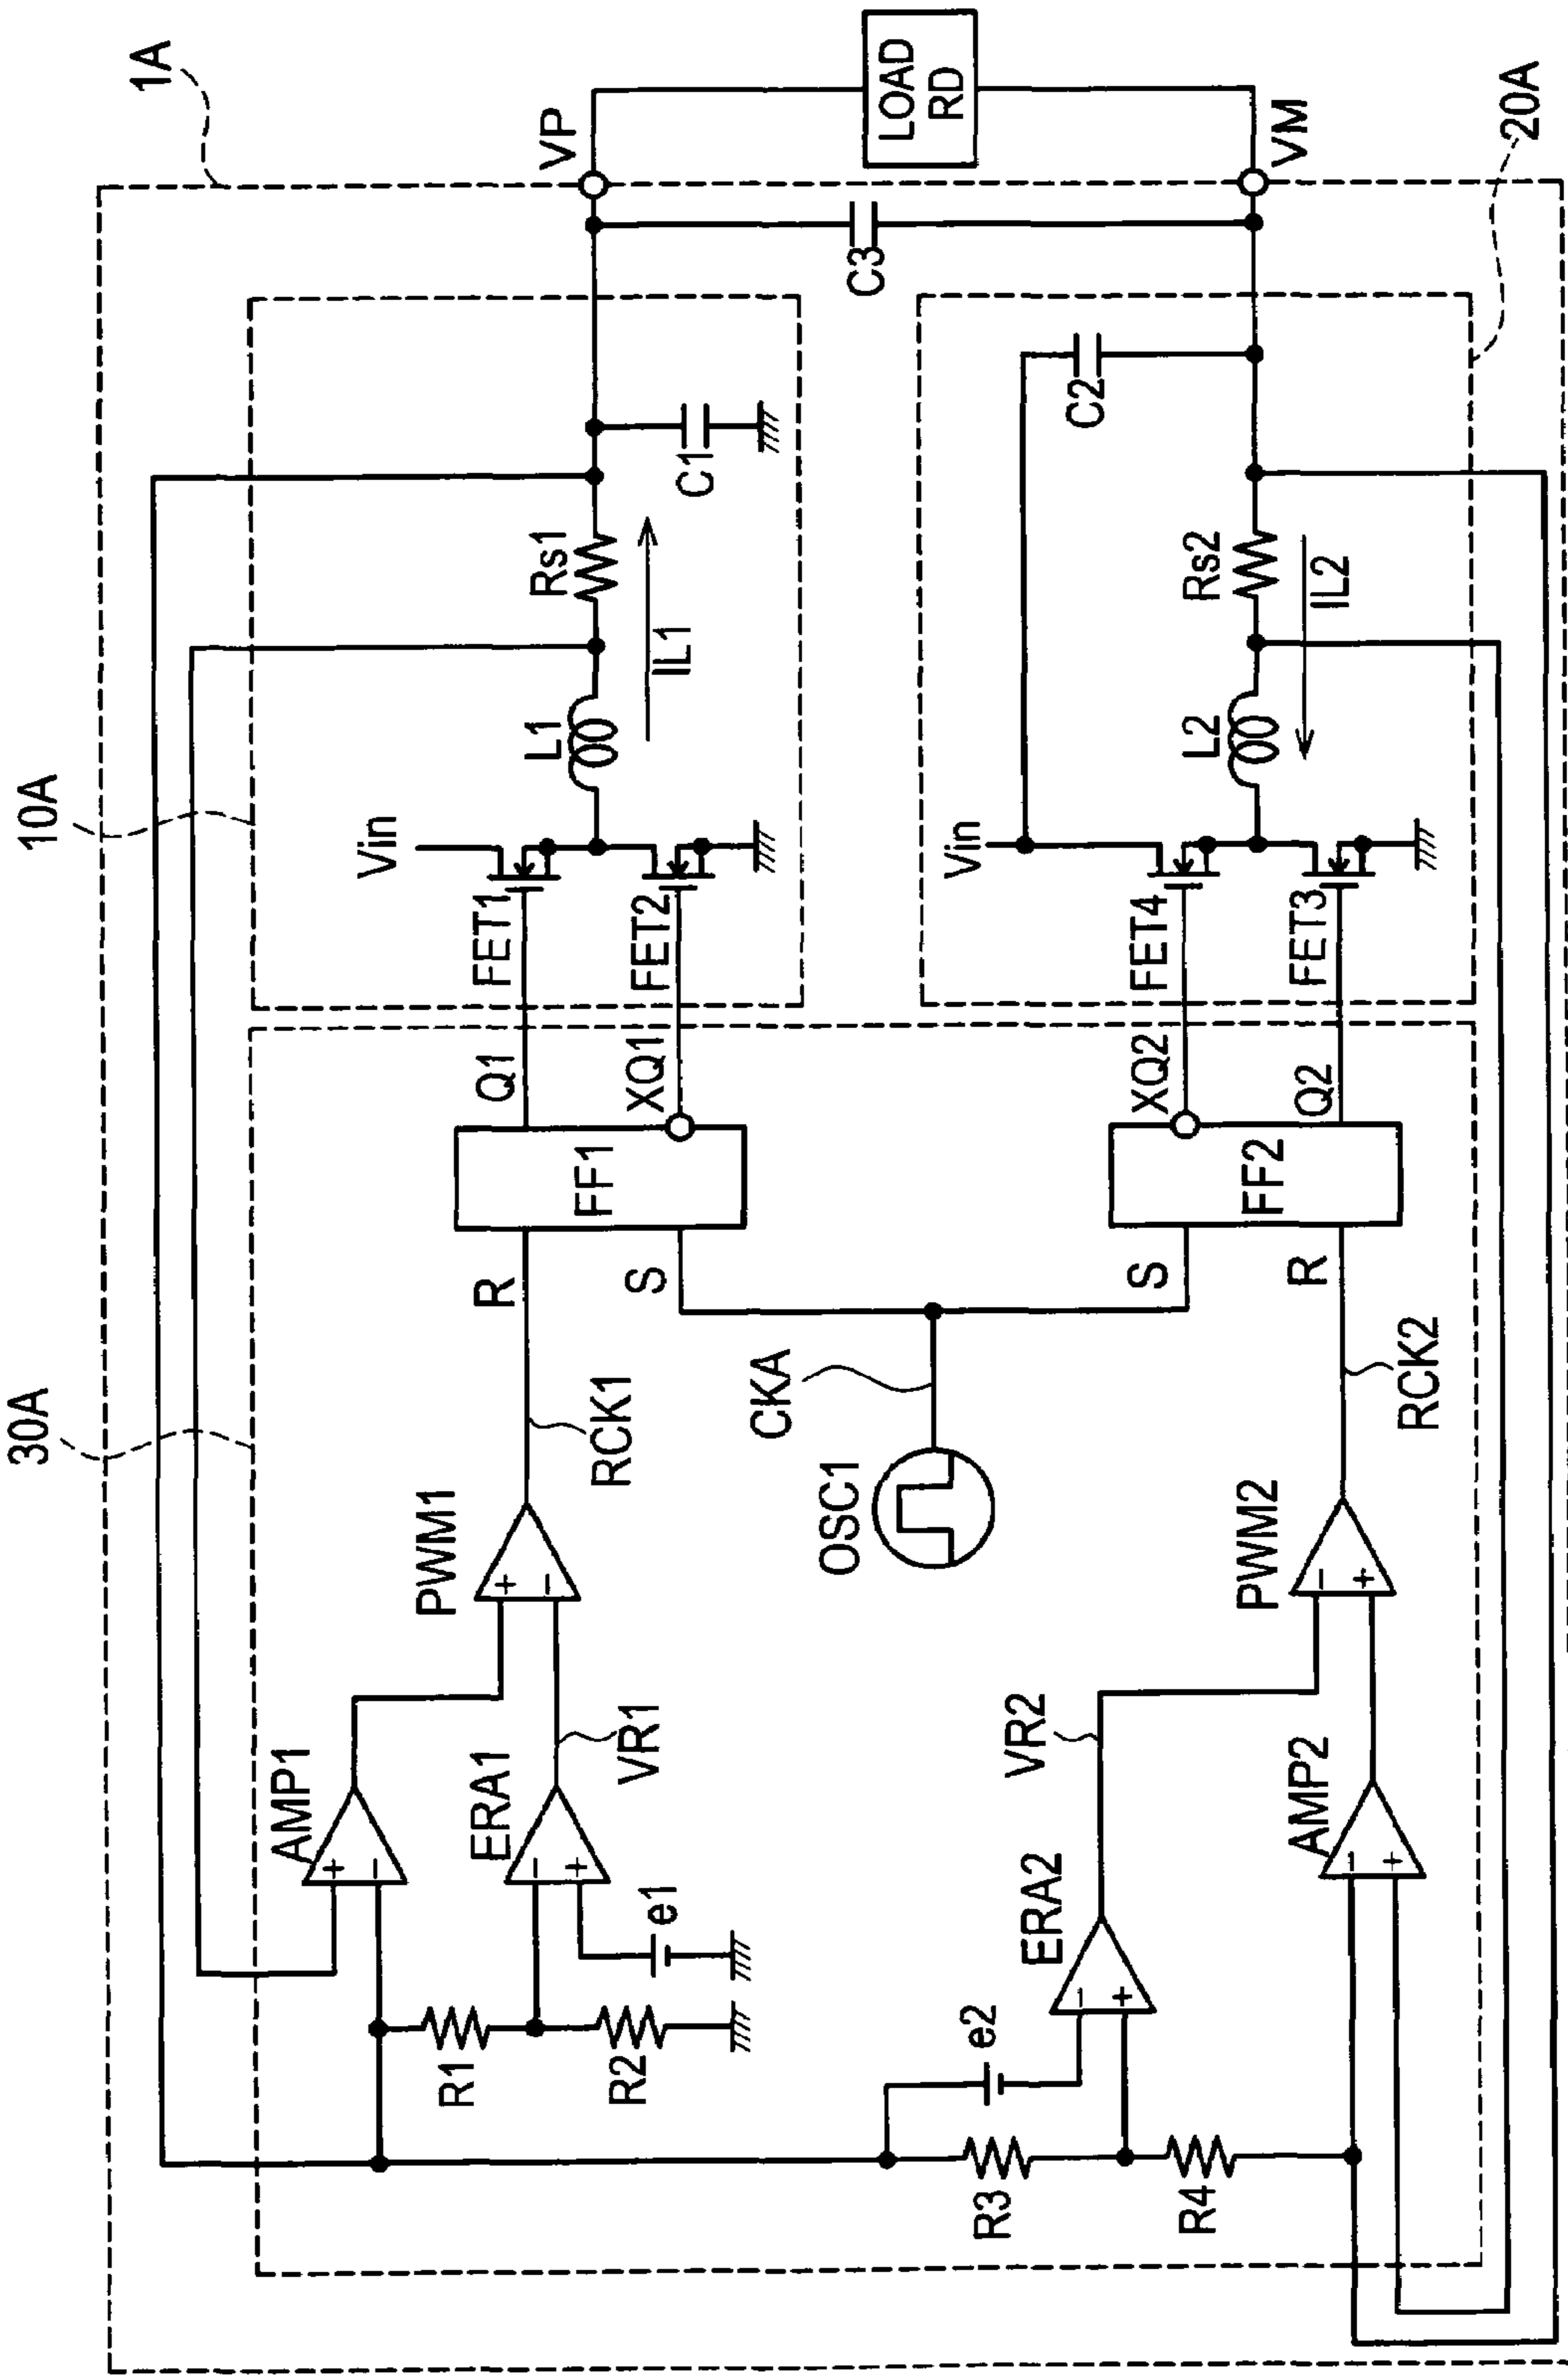 1A
10A
30A
20A
VP
LOAD
RD
VM
C3
C1
Rs1
IL1
L1
Vin
FET1
FET2
Q1
XQ1
FF1
R
S
RCK1
PWM1
+
−
AMP1
+
−
ERA1
−
+
VR1
e1
R1
R2
CKA
OSC1
C2
Rs2
IL2
L2
Vin
FET4
FET3
XQ2
Q2
FF2
S
R
RCK2
PWM2
−
+
VR2
ERA2
−
+
AMP2
−
+
e2
R3
R4